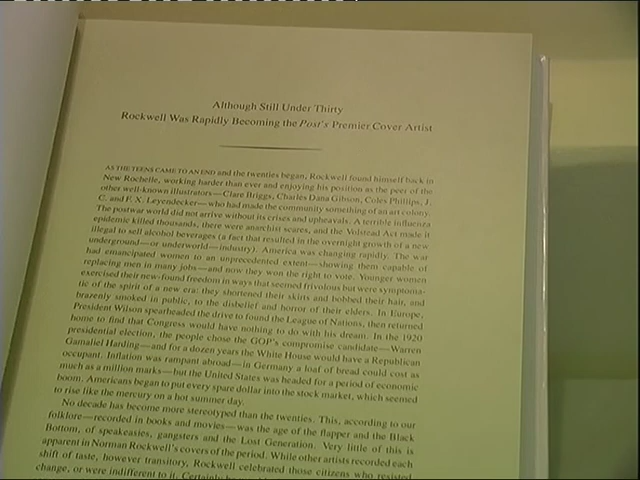 Although Still Under Thirty
Rockwell Was Rapidly Becoming the Post's Premier Cover Artist
AS THE TEENS CAME TO AN END and the twenties began, Rockwell found himself back in
New Rochelle, working harder than ever and enjoying his position as the peer of the
other well-known illustrators—Clare Briggs, Charles Dana Gibson, Coles Phillips, J.
C. and F. X. Leyendecker—who had made the community something of an art colony.
The postwar world did not arrive without its crises and upheavals. A terrible influenza
epidemic killed thousands, there were anarchist scares, and the Volstead Act made it
illegal to sell alcohol beverages (a fact that resulted in the overnight growth of a new
underground—or underworld—industry). America was changing rapidly. The war
had emancipated women to an unprecedented extent—showing them capable of
replacing men in many jobs—and now they won the right to vote. Younger women
exercised their new-found freedom in ways that seemed frivolous but were symptoma-
tic of the spirit of a new era: they shortened their skirts and bobbed their hair, and
brazenly smoked in public, to the disbelief and horror of their elders. In Europe,
President Wilson spearheaded the drive to found the League of Nations, then returned
home to find that Congress would have nothing to do with his dream. In the 1920
presidential election, the people chose the GOP's compromise candidate—Warren
Gamaliel Harding—and for a dozen years the White House would have a Republican
occupant. Inflation was rampant abroad—in Germany a loaf of bread could cost as
much as a million marks—but the United States was headed for a period of economic
boom. Americans began to put every spare dollar into the stock market, which seemed
to rise like the mercury on a hot summer day.
No decade has become more stereotyped than the twenties. This, according to our
folklore—recorded in books and movies—was the age of the flapper and the Black
Bottom, of speakeasies, gangsters and the Lost Generation. Very little of this is
apparent in Norman Rockwell's covers of the period. While other artists recorded each
shift of taste, however transitory, Rockwell celebrated those citizens who resisted
change, or were indifferent to it. Certainly